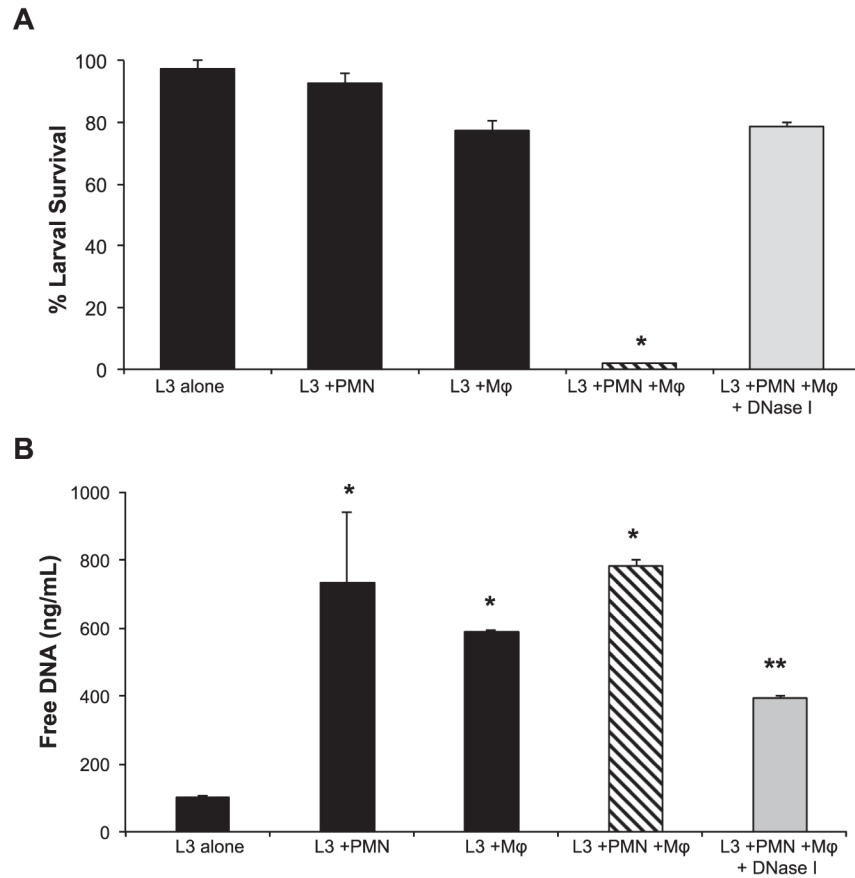 A
% Larval Survival
100
80
60
40
20
0
*
L3 alone
L3 +PMN
L3 +Mφ
L3 +PMN +Mφ
L3 +PMN +Mφ
+ DNase I
B
Free DNA (ng/mL)
1000
800
600
400
200
0
*
*
*
**
L3 alone
L3 +PMN
L3 +Mφ
L3 +PMN +Mφ
L3 +PMN +Mφ
+ DNase I